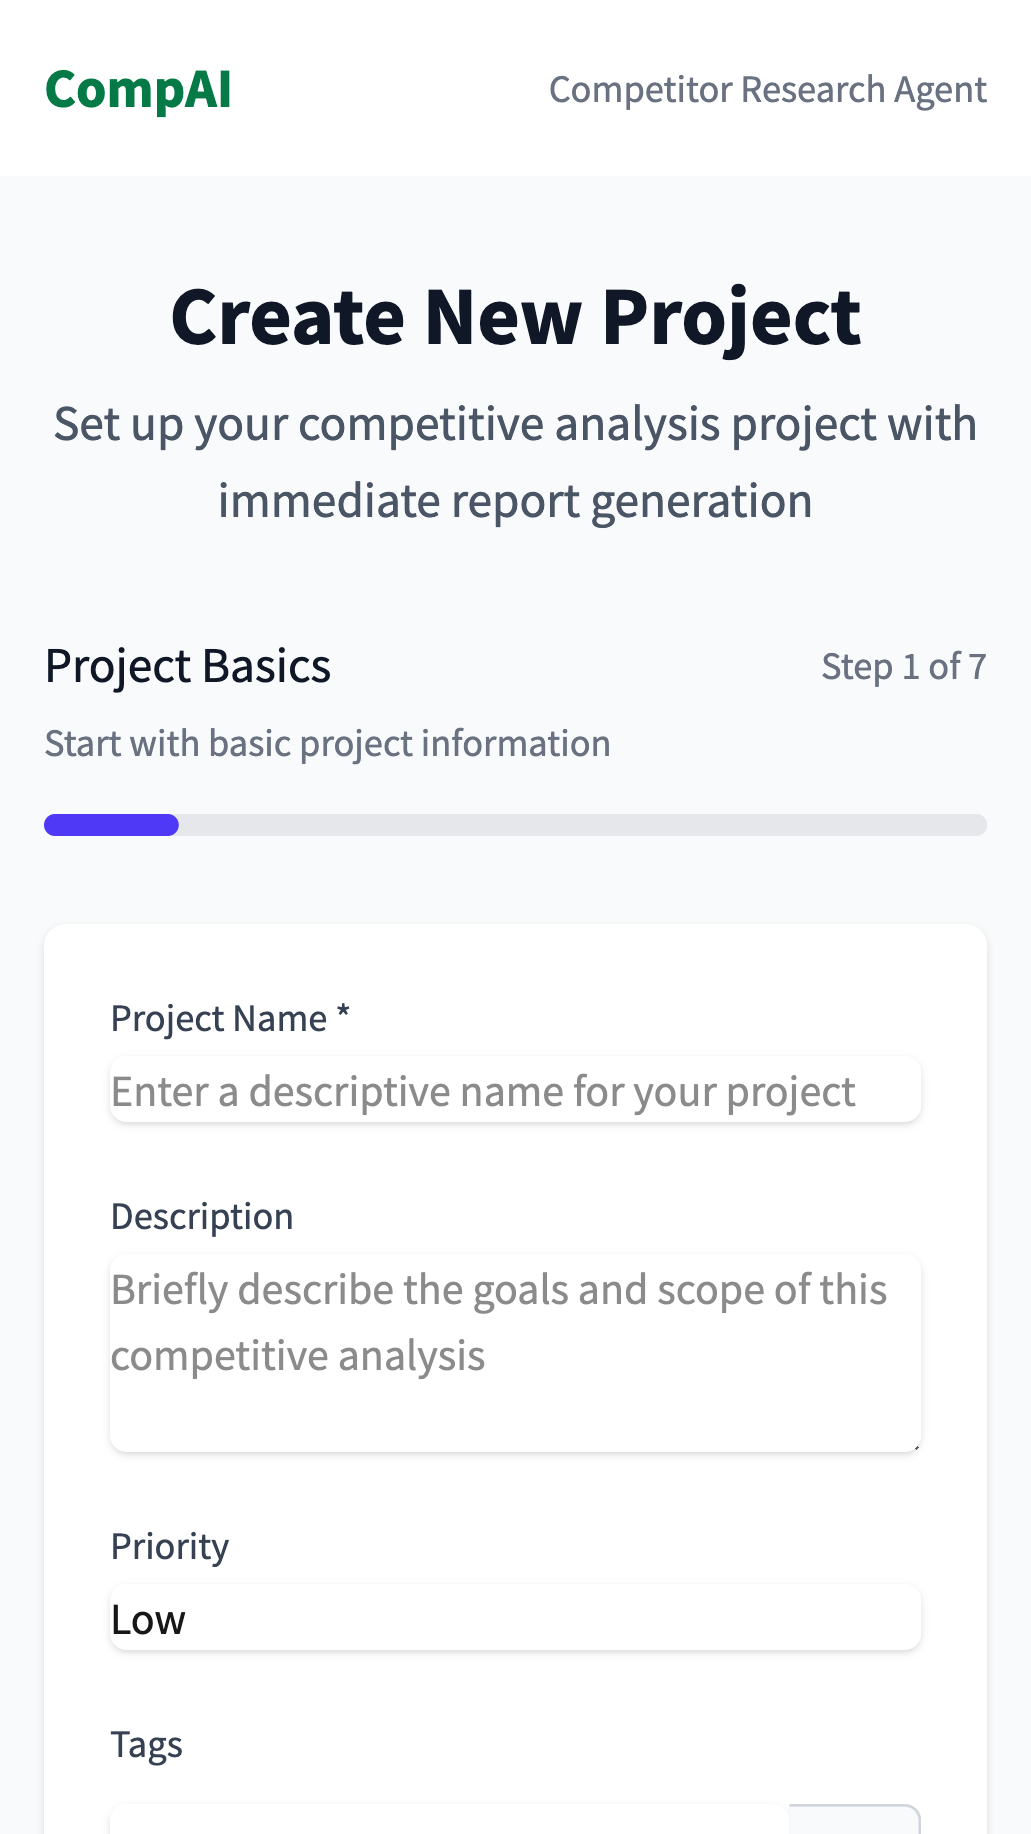 CompAI
Competitor Research Agent
Create New Project
Set up your competitive analysis project with
immediate report generation
Project Basics
Step 1 of 7
Start with basic project information
Project Name *
Enter a descriptive name for your project
Description
Briefly describe the goals and scope of this
competitive analysis
Priority
Low
Tags